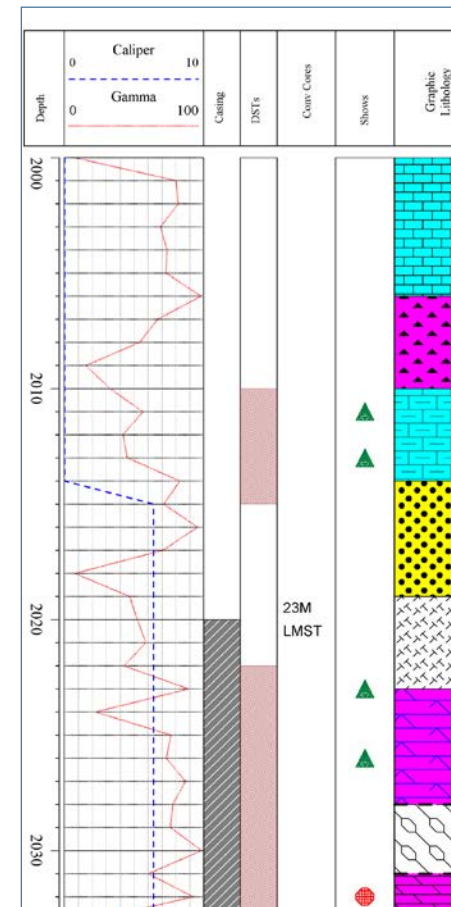 Depth
0 Caliper 10
0 Gamma 100
Casing
DSTs
Conv Cores
Shows
Graphic
Lithology
2000
2010
2020
23M
LMST
2030